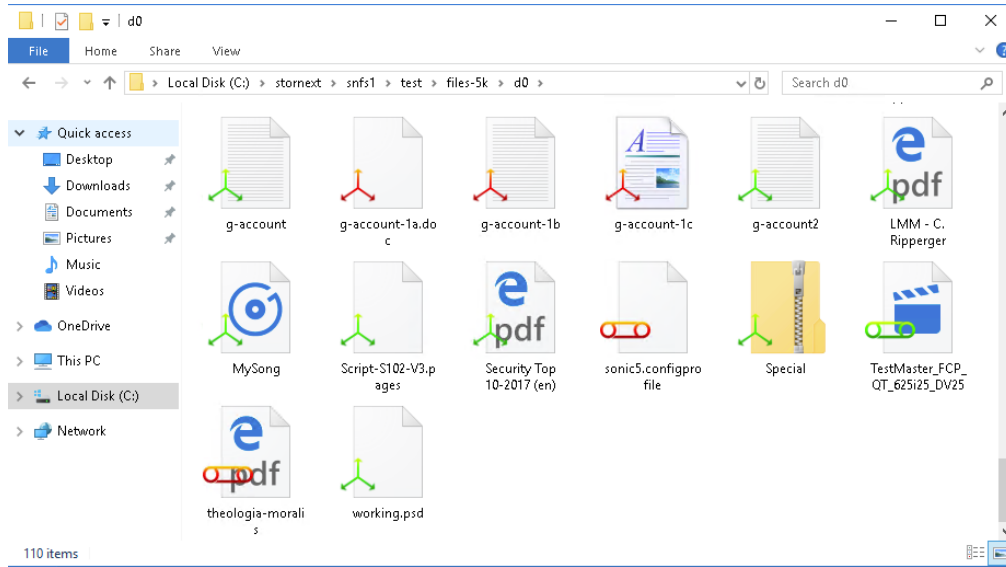 d0
File Home Share View
Local Disk (C:) > stornext > snfs1 > test > files-5k > d0 >
Search d0
Quick access
Desktop
Downloads
Documents
Pictures
Music
Videos
OneDrive
This PC
Local Disk (C:)
Network
g-account
g-account-1a.do
c
g-account-1b
g-account-1c
g-account2
pdf
LMM - C.
Ripperger
MySong
Script-S102-V3.p
ages
pdf
Security Top
10-2017 (en)
sonic5.configpro
file
Special
TestMaster_FCP_
QT_625i25_DV25
pdf
theologia-morali
s
working.psd
110 items